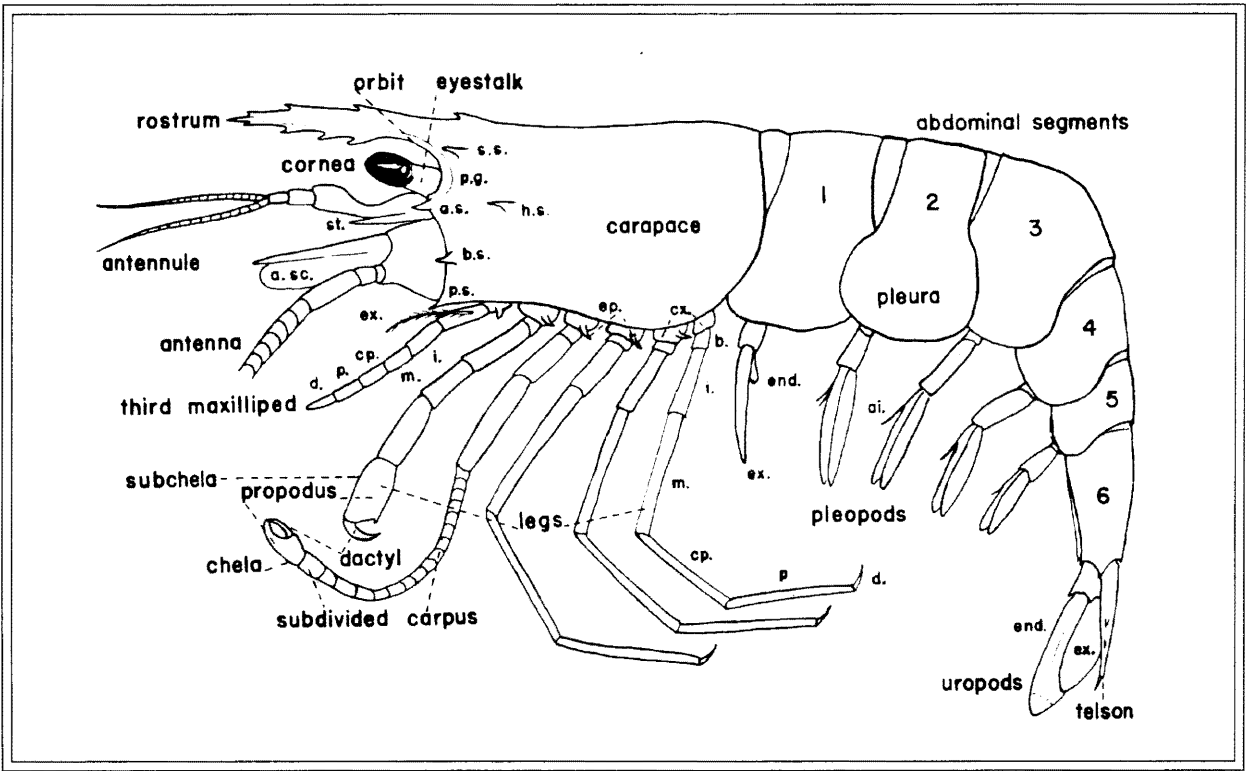 orbit eyestalk
rostrum
abdominal segments
s.s.
cornea
p.g.
a.s.
h.s.
1
2
3
st.
carapace
antennule
b.s.
a.sc.
p.s.
pleura
ep.
cx.
ex.
4
antenna
cp.
i.
b.
p.
m.
end.
d.
i.
5
third maxilliped
ai.
subchela
ex.
propodus
m.
6
legs
pleopods
chela
dactyl
cp.
p
d.
subdivided carpus
end.
ex.
uropods
telson